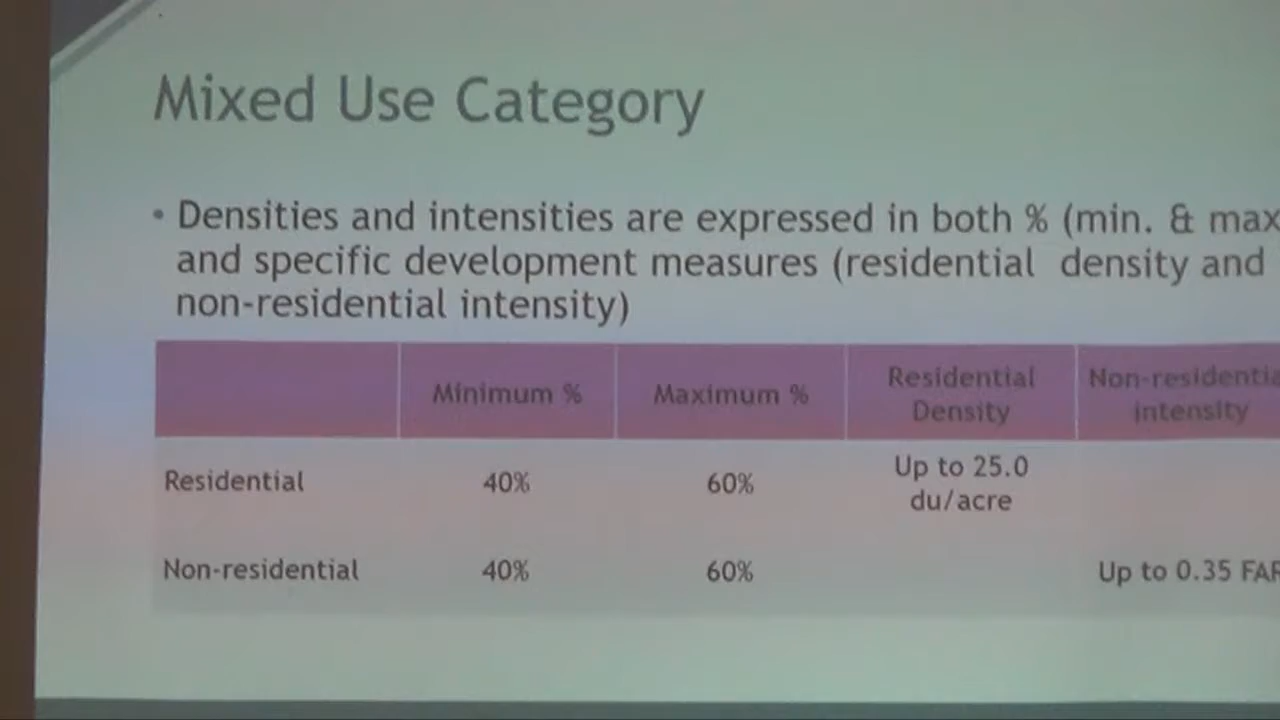 Mixed Use Category
• Densities and intensities are expressed in both % (min. & max
and specific development measures (residential density and
non-residential intensity)
Minimum % Maximum % Residential Density Non-residentia intensity
Residential 40% 60% Up to 25.0 du/acre
Non-residential 40% 60% Up to 0.35 FAR